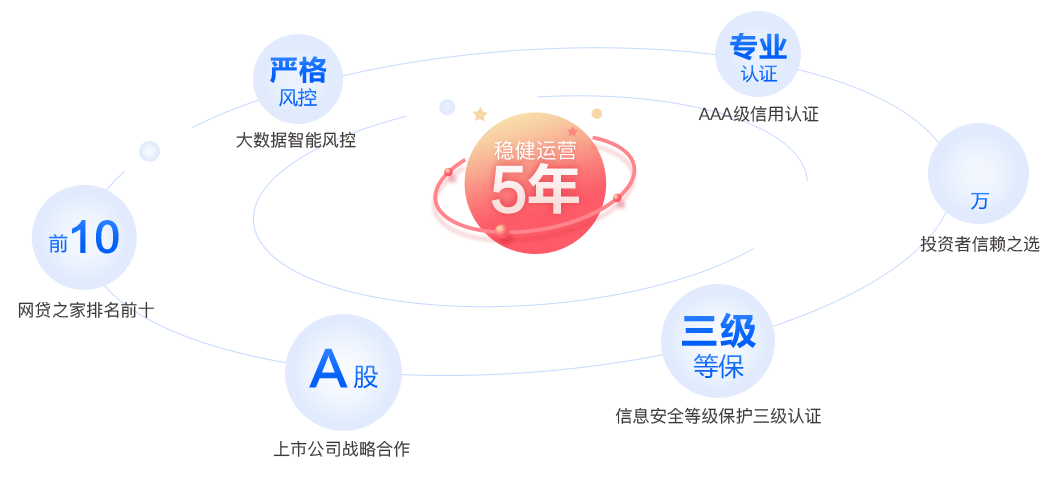 严格
风控
大数据智能风控
专业
认证
AAA级信用认证
稳健运营
5年
万
投资者信赖之选
前10
网贷之家排名前十
三级
等保
信息安全等级保护三级认证
A股
上市公司战略合作